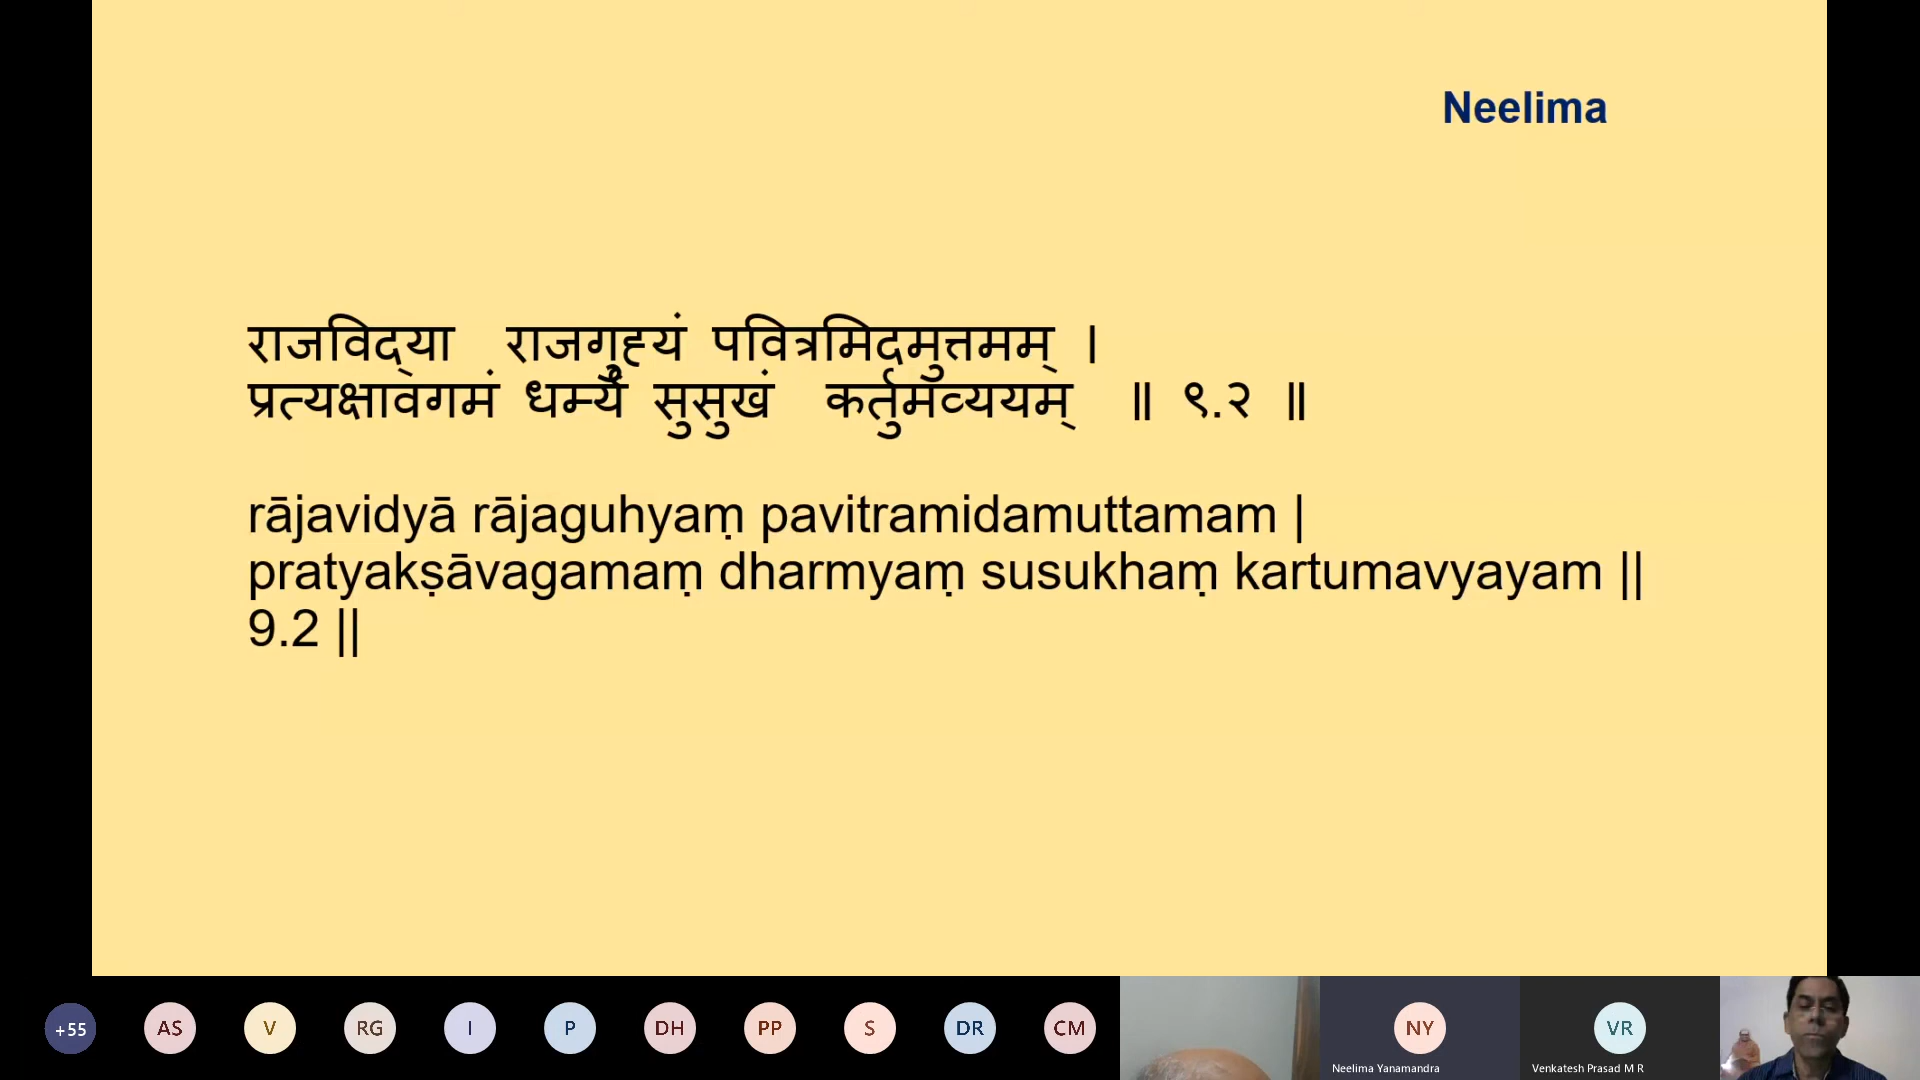 Neelima
राजविद्या राजगुह्यं पवित्रमिदमुत्तमम् ।
प्रत्यक्षावगमं धर्म्यं सुसुखं कर्तुमव्ययम् ॥ ९.२ ॥
rājavidyā rājaguhyaṃ pavitramidamuttamam |
pratyakṣāvagamaṃ dharmyaṃ susukhaṃ kartumavyayam ||
9.2 ||
+55 AS V RG I P DH PP S DR CM NY VR
Neelima Yanamandra Venkatesh Prasad M R